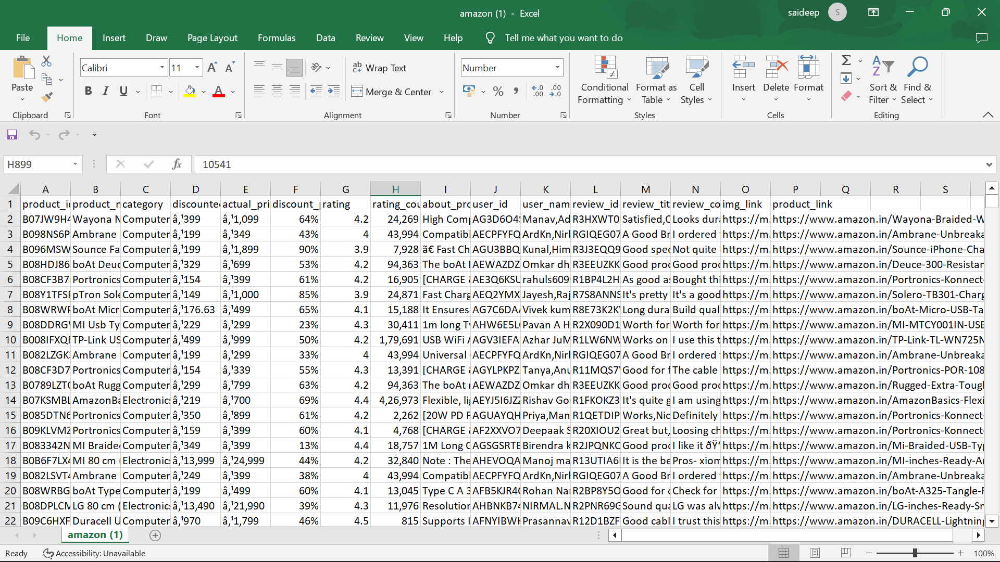 amazon (1) - Excel
saideep S
File Home Insert Draw Page Layout Formulas Data Review View Help Tell me what you want to do
Paste
Clipboard
Calibri 11
B I U A
Font
Wrap Text
Merge & Center
Alignment
Number
Number
Conditional Formatting
Format as Table
Cell Styles
Styles
Insert Delete Format
Cells
Sort & Filter
Find & Select
Editing
H899 fx 10541
A B C D E F G H I J K L M N O P Q R S
1 product_i product_n category discounte actual_pri discount_ rating rating_cou about_pro user_id user_nam review_id review_tit review_co img_link product_link
2 B07JW9H4 Wayona N Computer â‚¹399 â‚¹1,099 64% 4.2 24,269 High Comp AG3D6O4S Manav,Ad R3HXWT0 Satisfied,C Looks dura https://m. https://www.amazon.in/Wayona-Braided-W
3 B098NS6P Ambrane Computer â‚¹199 â‚¹349 43% 4 43,994 Compatibl AECPFYFQ ArdKn,Nir RGIQEG07 A Good Br I ordered https://m. https://www.amazon.in/Ambrane-Unbreaka
4 B096MSW Sounce Fa Computer â‚¹199 â‚¹1,899 90% 3.9 7,928 ã€ Fast Ch AGU3BBQ Kunal,Him R3J3EQQ9 Good spee Not quite https://m. https://www.amazon.in/Sounce-iPhone-Cha
5 B08HDJ86 boAt Deuc Computer â‚¹329 â‚¹699 53% 4.2 94,363 The boAt AEWAZDZ Omkar dh R3EEUZKK Good proc Good proc https://m. https://www.amazon.in/Deuce-300-Resistan
6 B08CF3B7 Portronics Computer â‚¹154 â‚¹399 61% 4.2 16,905 [CHARGE & AE3Q6KSU rahuls609 R1BP4L2H As good as Bought thi https://m. https://www.amazon.in/Portronics-Konnect-
7 B08Y1TFS pTron Sole Computer â‚¹149 â‚¹1,000 85% 3.9 24,871 Fast Charg AEQ2YMX Jayesh,Raj R7S8ANNS It's pretty It's a good https://m. https://www.amazon.in/Solero-TB301-Charg
8 B08WRWF boAt Micr Computer â‚¹176.63 â‚¹499 65% 4.1 15,188 It Ensures AG7C6DA Vivek kum R8E73K2K Long dura Build qual https://m. https://www.amazon.in/boAt-Micro-USB-Ta
9 B08DDRG MI Usb Ty Computer â‚¹229 â‚¹299 23% 4.3 30,411 1m long Ty AHW6E5L Pavan A H R2X090D1 Worth for Worth for https://m. https://www.amazon.in/MI-MTCY001IN-USB
10 B008IFXQ TP-Link US Computer â‚¹499 â‚¹999 50% 4.2 1,79,691 USB WiFi A AGV3IEFA Azhar JuM R1LW6NW Works on I use this t https://m. https://www.amazon.in/TP-Link-TL-WN725N
11 B082LZGK Ambrane Computer â‚¹199 â‚¹299 33% 4 43,994 Universal AECPFYFQ ArdKn,Nir RGIQEG07 A Good Br I ordered https://m. https://www.amazon.in/Ambrane-Unbreaka
12 B08CF3D7 Portronics Computer â‚¹154 â‚¹339 55% 4.3 13,391 [CHARGE & AGYLPKPZ Tanya,Anu R11MQS7 Good for f The cable https://m. https://www.amazon.in/Portronics-POR-108
13 B0789LZT boAt Rugg Computer â‚¹299 â‚¹799 63% 4.2 94,363 The boAt AEWAZDZ Omkar dh R3EEUZKK Good proc Good proc https://m. https://www.amazon.in/Rugged-Extra-Tough
14 B07KSMBL AmazonBa Electronics â‚¹219 â‚¹700 69% 4.4 4,26,973 Flexible, lig AEYJ5I6JZ Rishav Go R1FKOKZ3 It's quite g I am using https://m. https://www.amazon.in/AmazonBasics-Flexi
15 B085DTN6 Portronics Computer â‚¹350 â‚¹899 61% 4.2 2,262 [20W PD F AGUAYQH Priya,Man R1QETDIP Works,Nic Definitely https://m. https://www.amazon.in/Portronics-Konnect-
16 B09KLVMZ Portronics Computer â‚¹159 â‚¹399 60% 4.1 4,768 [CHARGE & AF2XXVO7 Deepaak S R20XIOU2 Great but, Loosing ch https://m. https://www.amazon.in/Portronics-Konnect-
17 B083342N MI Braide Computer â‚¹349 â‚¹399 13% 4.4 18,757 1M Long C AGSGSRTE Birendra k R2JPQNKC Good proc I like it ðŸ‘ https://m. https://www.amazon.in/Mi-Braided-USB-Typ
18 B0B6F7LX4 MI 80 cm ( Electronics â‚¹13,999 â‚¹24,999 44% 4.2 32,840 Note : The AHEVOQA Manoj ma R13UTIA6 It is the be Pros- xiom https://m. https://www.amazon.in/MI-inches-Ready-A
19 B082LSVT4 Ambrane Computer â‚¹249 â‚¹399 38% 4 43,994 Compatibl AECPFYFQ ArdKn,Nir RGIQEG07 A Good Br I ordered https://m. https://www.amazon.in/Ambrane-Unbreaka
20 B08WRBG boAt Type Computer â‚¹199 â‚¹499 60% 4.1 13,045 Type C A 3 AFB5KJR4 Rohan Na R2BP8Y5O Good for c Check for https://m. https://www.amazon.in/boAt-A325-Tangle-F
21 B08DPLCM LG 80 cm ( Electronics â‚¹13,490 â‚¹21,990 39% 4.3 11,976 Resolution AHBNKB74 NIRMAL.N R2PNR69G Sound qua LG was alv https://m. https://www.amazon.in/LG-inches-Ready-Sm
22 B09C6HXF Duracell U Computer â‚¹970 â‚¹1,799 46% 4.5 815 Supports I AFNYIBWH Prasannav R12D1BZF Good cabl I trust this https://m. https://www.amazon.in/DURACELL-Lightning
amazon (1)
Ready Accessibility: Unavailable 100%